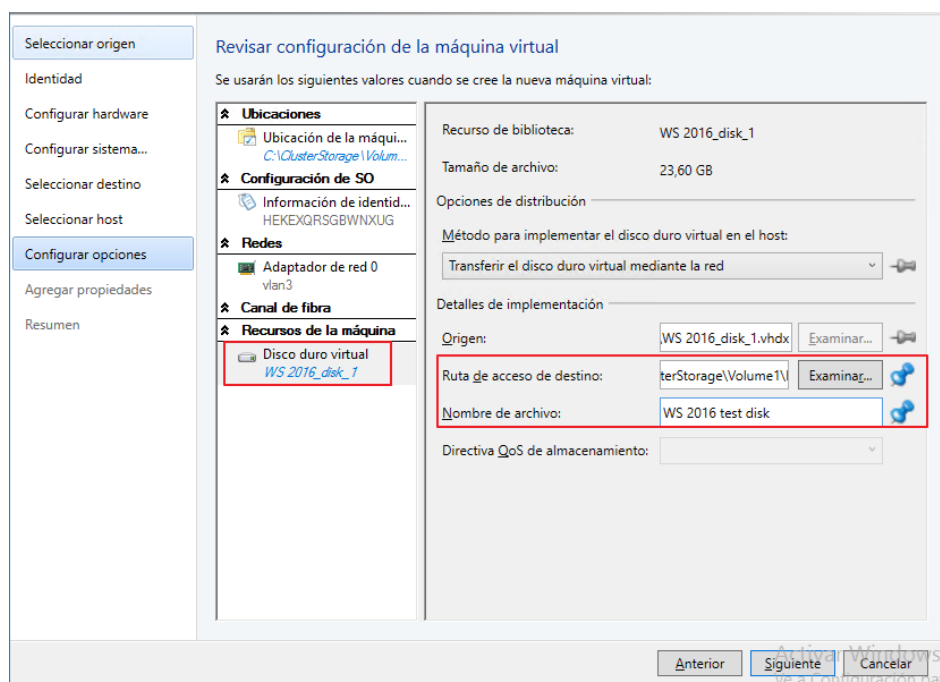 Seleccionar origen
Identidad
Configurar hardware
Configurar sistema...
Seleccionar destino
Seleccionar host
Configurar opciones
Agregar propiedades
Resumen
Revisar configuración de la máquina virtual
Se usarán los siguientes valores cuando se cree la nueva máquina virtual:
Ubicaciones
Ubicación de la máqui...
C:\ClusterStorage\Volum...
Configuración de SO
Información de identid...
HEKEXQRSGBWNXUG
Redes
Adaptador de red 0
vlan3
Canal de fibra
Recursos de la máquina
Disco duro virtual
WS 2016_disk_1
Recurso de biblioteca: WS 2016_disk_1
Tamaño de archivo: 23,60 GB
Opciones de distribución
Método para implementar el disco duro virtual en el host:
Transferir el disco duro virtual mediante la red
Detalles de implementación
Origen: WS 2016_disk_1.vhdx Examinar...
Ruta de acceso de destino: terStorage\Volume1\ Examinar...
Nombre de archivo: WS 2016 test disk
Directiva QoS de almacenamiento:
Activar Windows
Anterior Siguiente Cancelar
Ve a Configuración pa